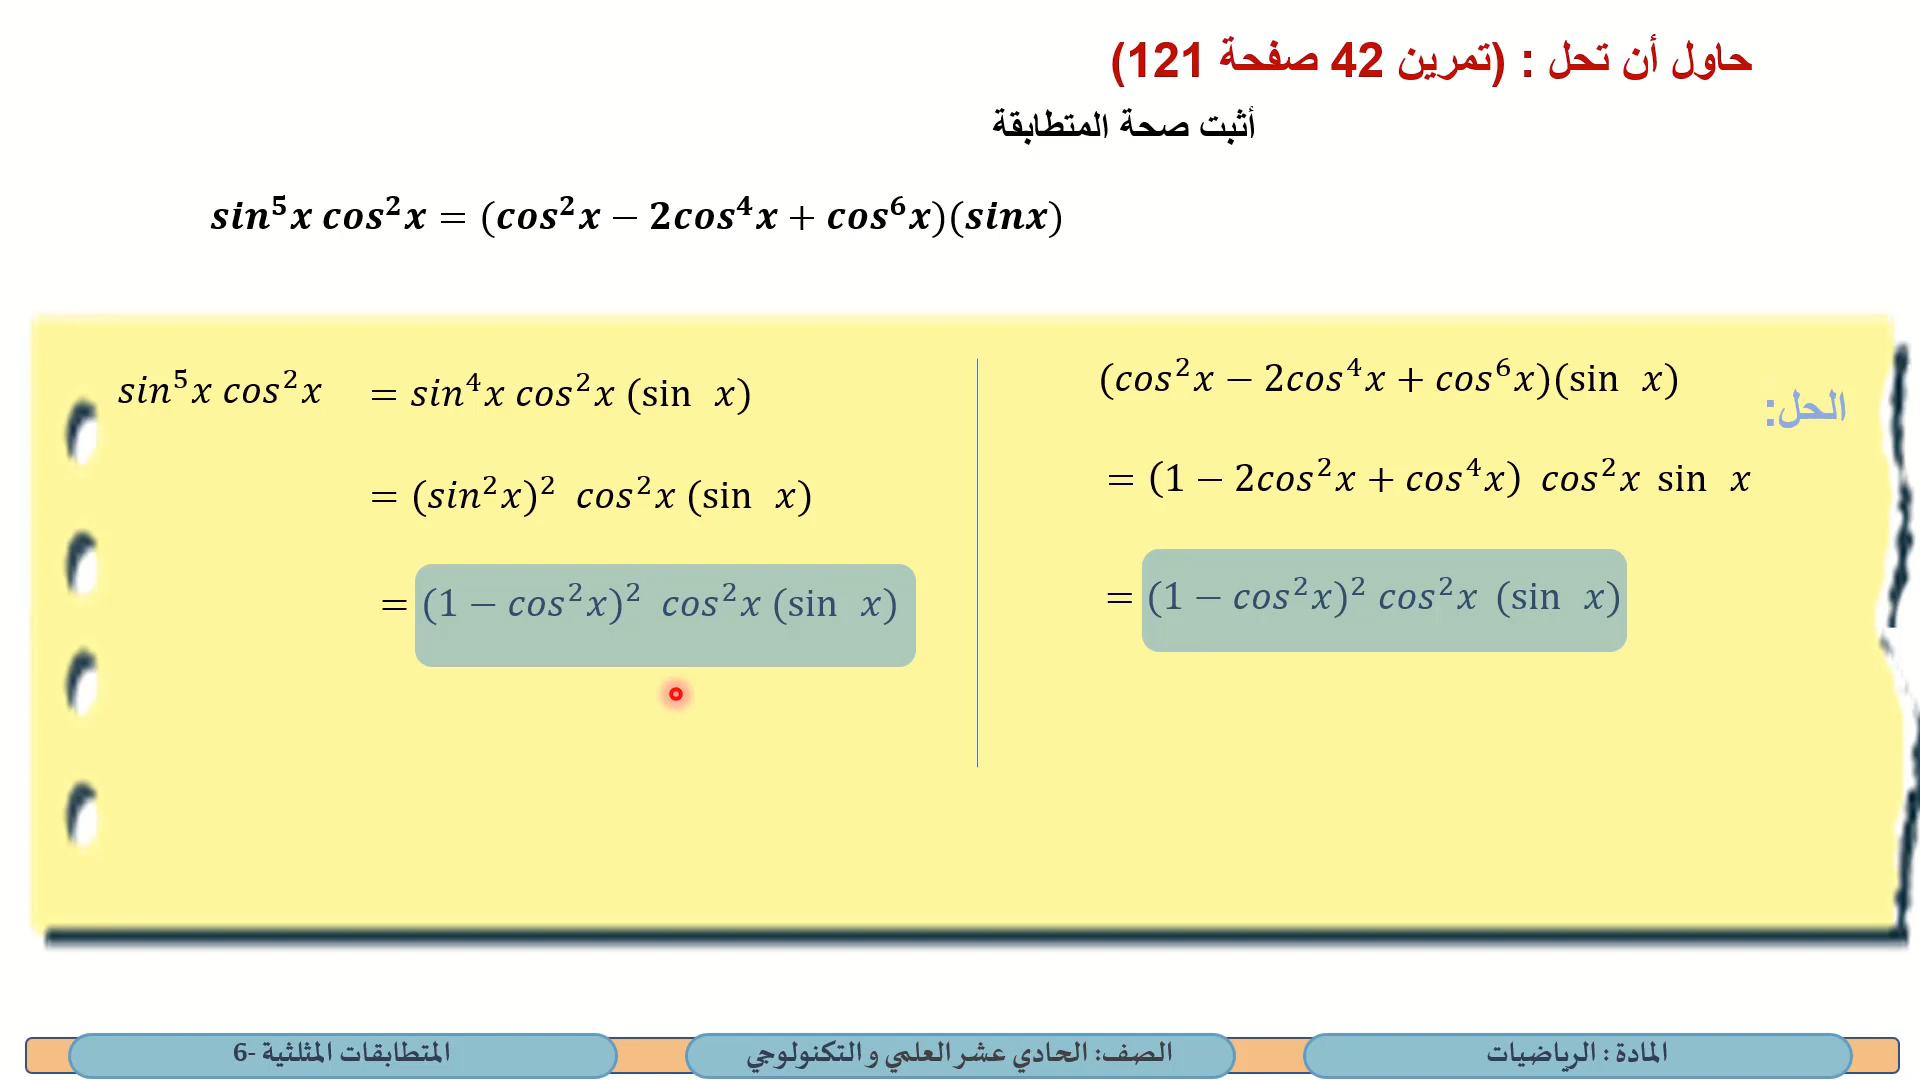 حاول أن تحل : (تمرين 42 صفحة 121)
أثبت صحة المتطابقة
sin⁵x cos²x = (cos²x − 2cos⁴x + cos⁶x)(sinx)
الحل:
sin⁵x cos²x = sin⁴x cos²x (sin x)
= (sin²x)² cos²x (sin x)
= (1 − cos²x)² cos²x (sin x)
(cos²x − 2cos⁴x + cos⁶x)(sin x)
= (1 − 2cos²x + cos⁴x) cos²x sin x
= (1 − cos²x)² cos²x (sin x)
المادة : الرياضيات
الصف: الحادي عشر العلمي و التكنولوجي
المتطابقات المثلثية -6